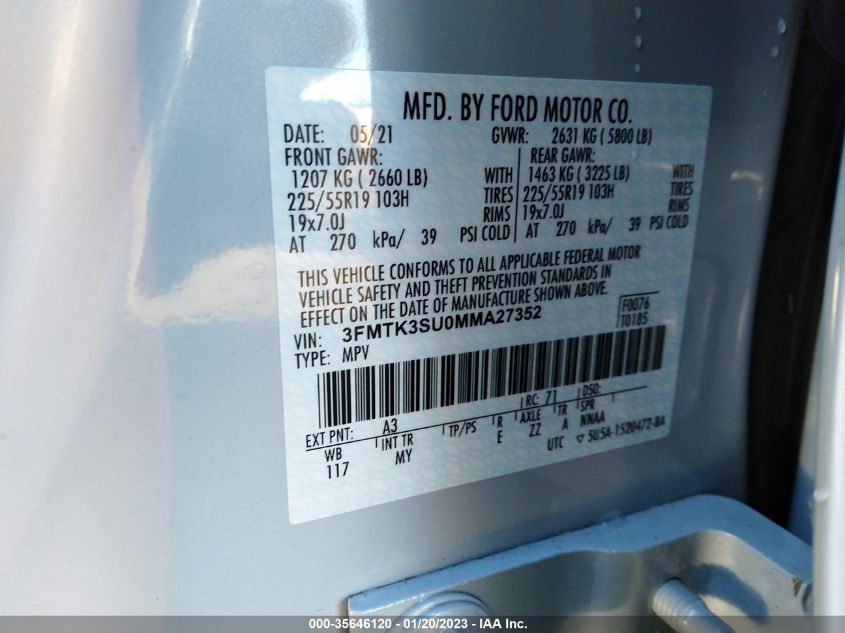 MFD. BY FORD MOTOR CO.
DATE: 05/21 GVWR: 2631 KG ( 5800 LB)
FRONT GAWR: REAR GAWR:
1207 KG ( 2660 LB) WITH 1463 KG ( 3225 LB) WITH
225/55R19 103H TIRES 225/55R19 103H TIRES
19x7.0J RIMS 19x7.0J RIMS
AT 270 kPa/ 39 PSI COLD AT 270 kPa/ 39 PSI COLD
THIS VEHICLE CONFORMS TO ALL APPLICABLE FEDERAL MOTOR
VEHICLE SAFETY AND THEFT PREVENTION STANDARDS IN
EFFECT ON THE DATE OF MANUFACTURE SHOWN ABOVE.
VIN: 3FMTK3SU0MMA27352 F0076
TYPE: MPV T0185
EXT PNT: A3 RC: 71 DSO:
WB INT TR TP/PS R AXLE TR SPR
117 MY E ZZ A NNAA
UTC ▽ 5U5A-1520472-BA
000-35646120 - 01/20/2023 - IAAI.com